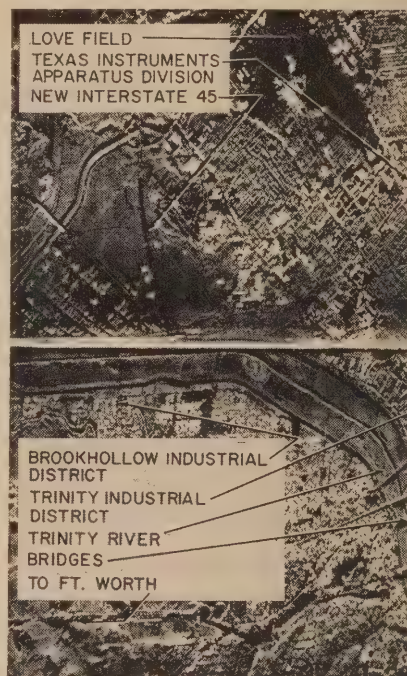 LOVE FIELD
TEXAS INSTRUMENTS
APPARATUS DIVISION
NEW INTERSTATE 45
BROOKHOLLOW INDUSTRIAL
DISTRICT
TRINITY INDUSTRIAL
DISTRICT
TRINITY RIVER
BRIDGES
TO FT. WORTH